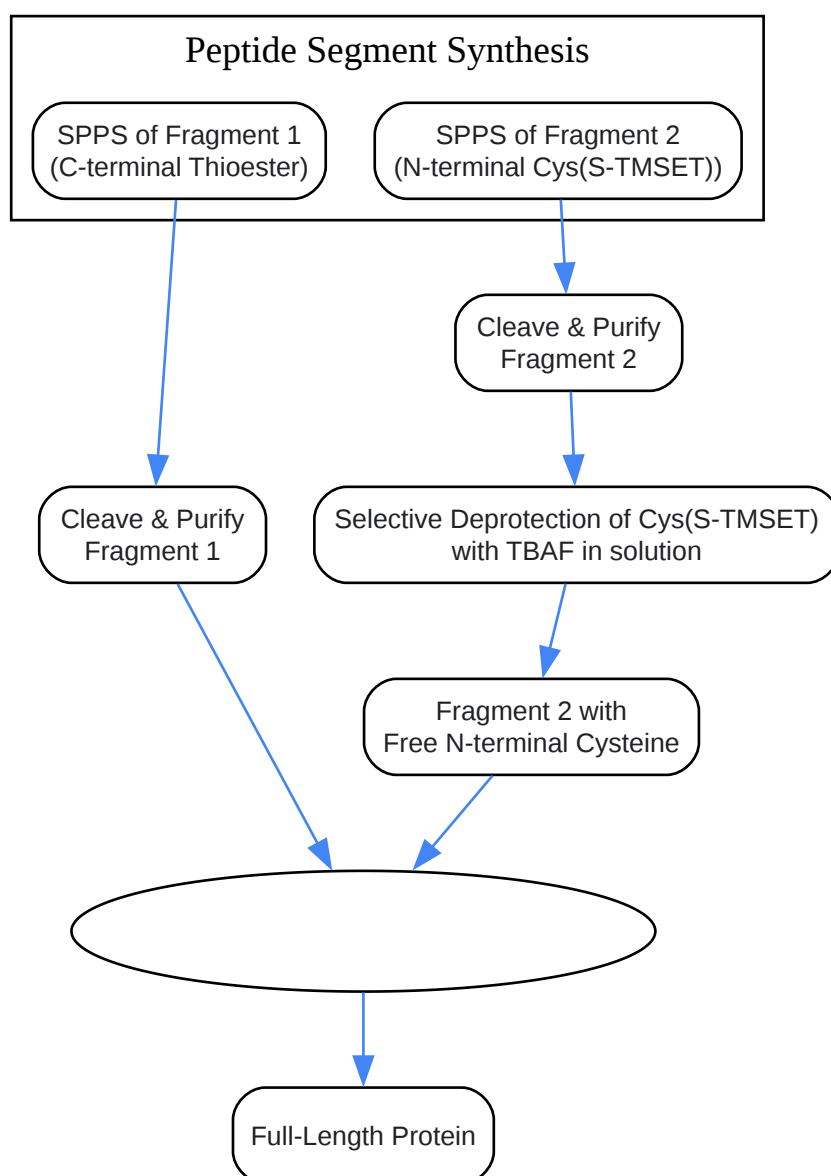 Peptide Segment Synthesis
SPPS of Fragment 1
(C-terminal Thioester)
SPPS of Fragment 2
(N-terminal Cys(S-TMSET))
Cleave & Purify
Fragment 2
Cleave & Purify
Fragment 1
Selective Deprotection of Cys(S-TMSET)
with TBAF in solution
Fragment 2 with
Free N-terminal Cysteine
Full-Length Protein